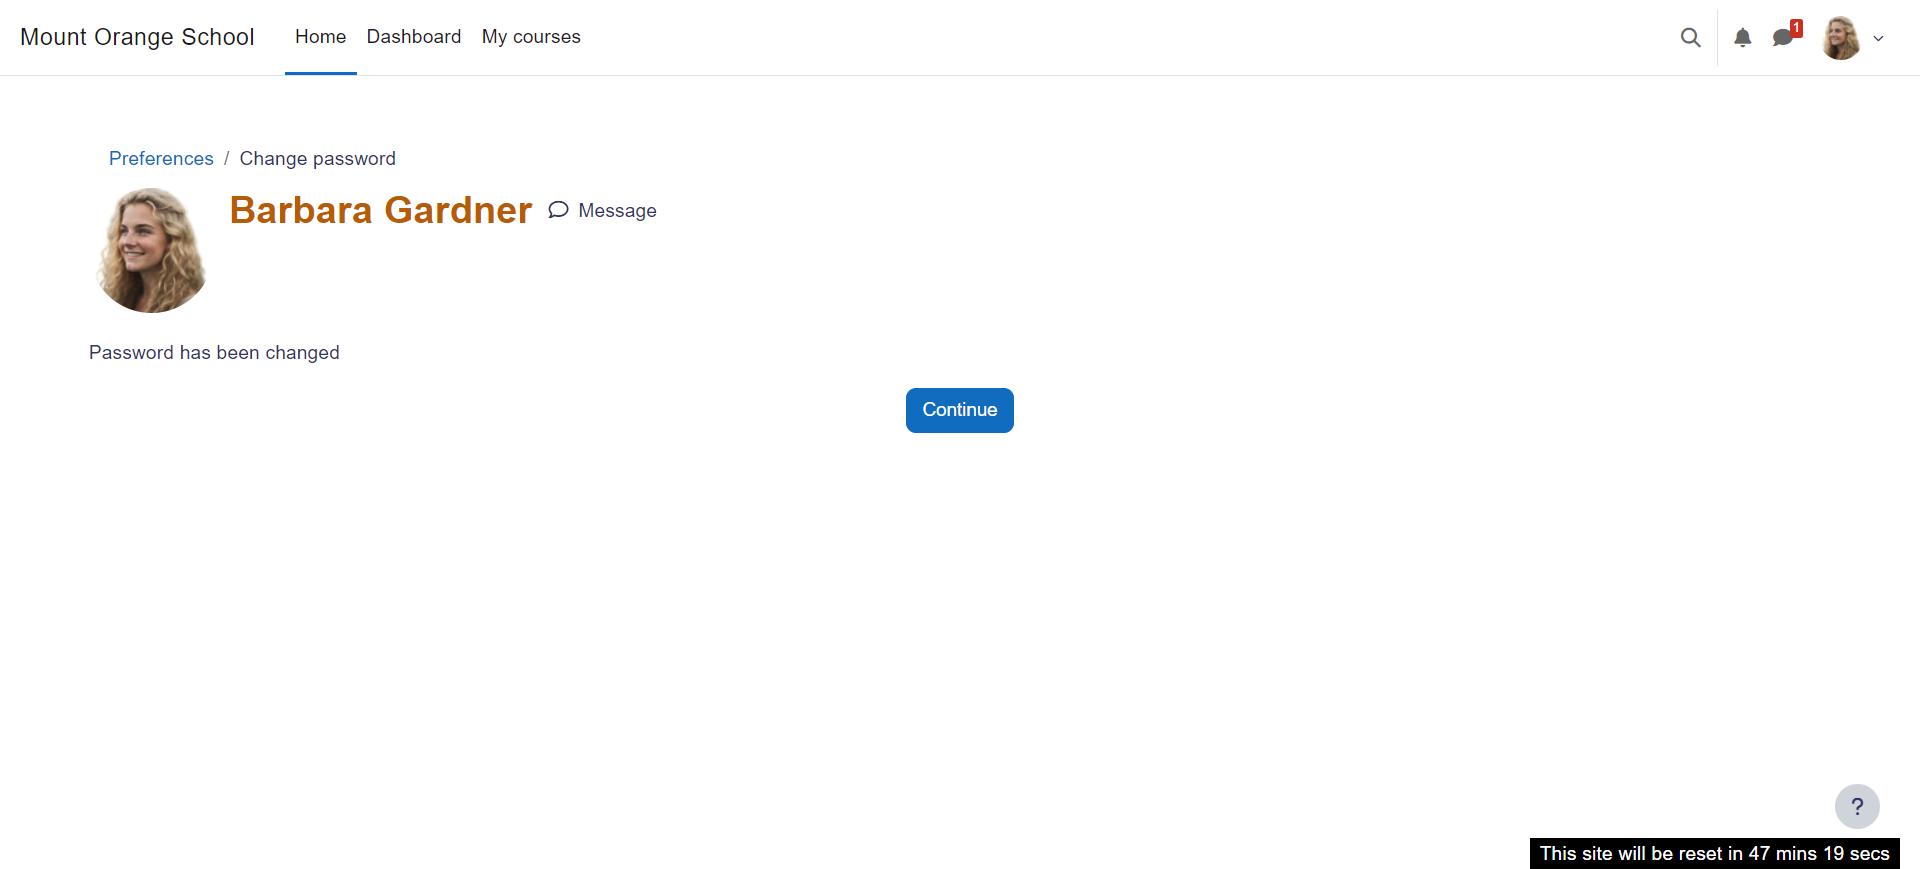 Mount Orange School
Home
Dashboard
My courses
1
Preferences / Change password
Barbara Gardner
Message
Password has been changed
Continue
?
This site will be reset in 47 mins 19 secs